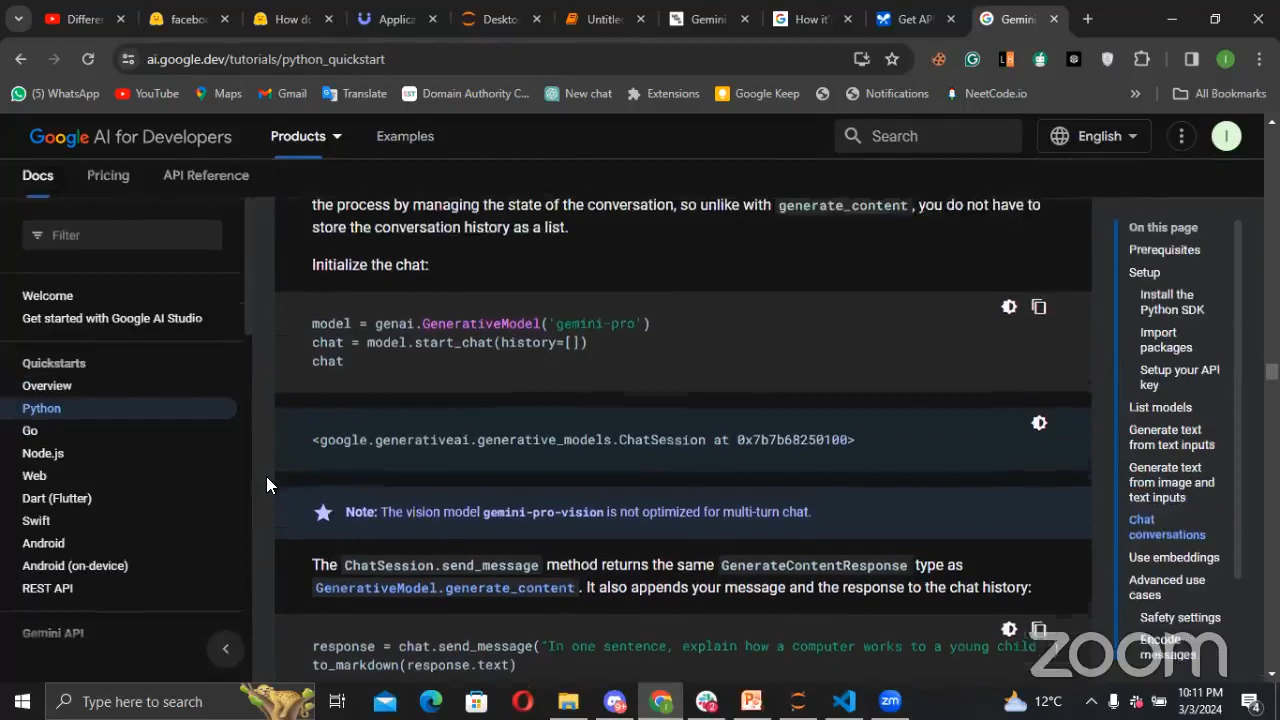 Differer
facebo
How do
Applica
Deskto
Untitle
Gemini
How it'
Get AP
Gemini
ai.google.dev/tutorials/python_quickstart
(5) WhatsApp
YouTube
Maps
Gmail
Translate
Domain Authority C...
New chat
Extensions
Google Keep
Notifications
NeetCode.io
All Bookmarks
Google AI for Developers
Products
Examples
Search
English
I
Docs
Pricing
API Reference
Filter
Welcome
Get started with Google AI Studio
Quickstarts
Overview
Python
Go
Node.js
Web
Dart (Flutter)
Swift
Android
Android (on-device)
REST API
Gemini API
the process by managing the state of the conversation, so unlike with generate_content, you do not have to
store the conversation history as a list.
Initialize the chat:
model = genai.GenerativeModel('gemini-pro')
chat = model.start_chat(history=[])
chat
<google.generativeai.generative_models.ChatSession at 0x7b7b68250100>
Note: The vision model gemini-pro-vision is not optimized for multi-turn chat.
The ChatSession.send_message method returns the same GenerateContentResponse type as
GenerativeModel.generate_content. It also appends your message and the response to the chat history:
response = chat.send_message("In one sentence, explain how a computer works to a young child
to_markdown(response.text)
On this page
Prerequisites
Setup
Install the
Python SDK
Import
packages
Setup your API
key
List models
Generate text
from text inputs
Generate text
from image and
text inputs
Chat
conversations
Use embeddings
Advanced use
cases
Safety settings
Encode
messages
zoom
Type here to search
12°C
10:11 PM
3/3/2024
4